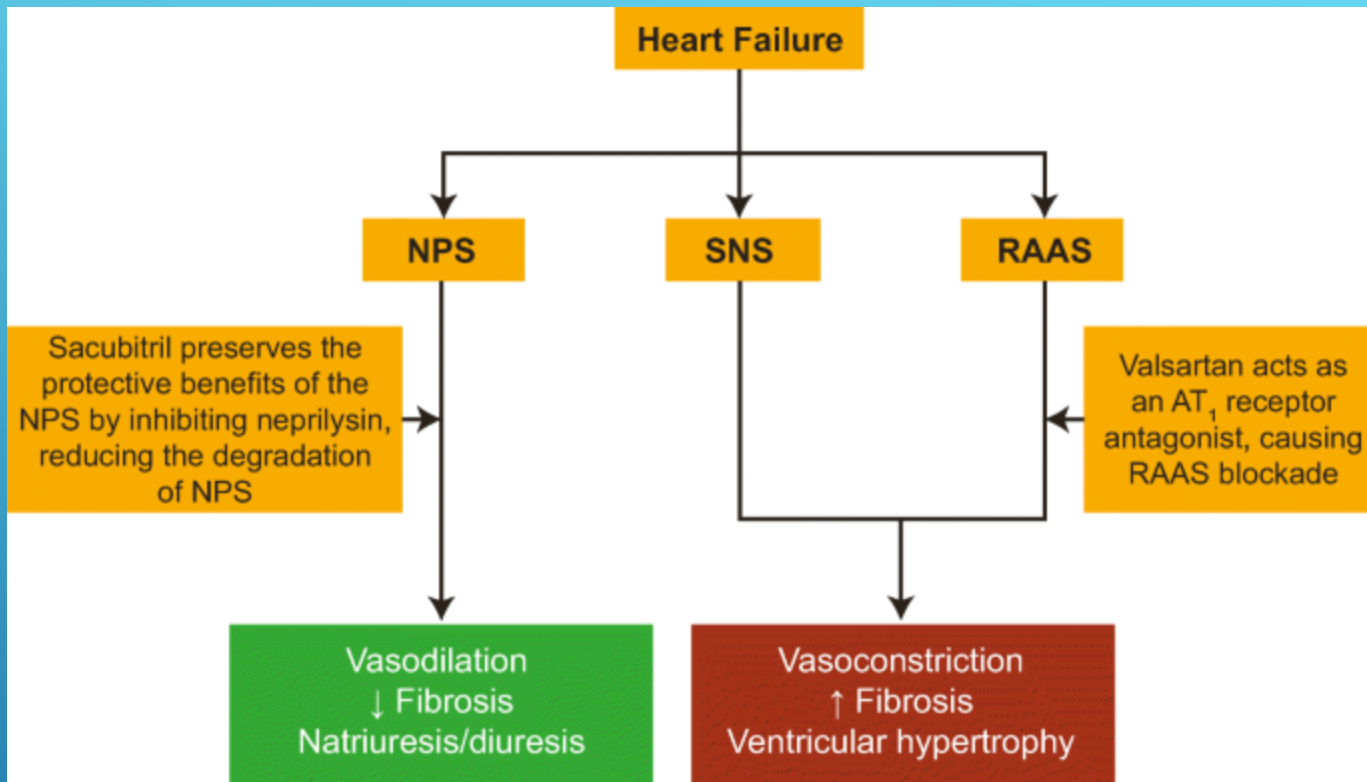 Heart Failure
NPS
SNS
RAAS
Sacubitril preserves the
protective benefits of the
NPS by inhibiting neprilysin,
reducing the degradation
of NPS
Valsartan acts as
an AT₁ receptor
antagonist, causing
RAAS blockade
Vasodilation
↓ Fibrosis
Natriuresis/diuresis
Vasoconstriction
↑ Fibrosis
Ventricular hypertrophy